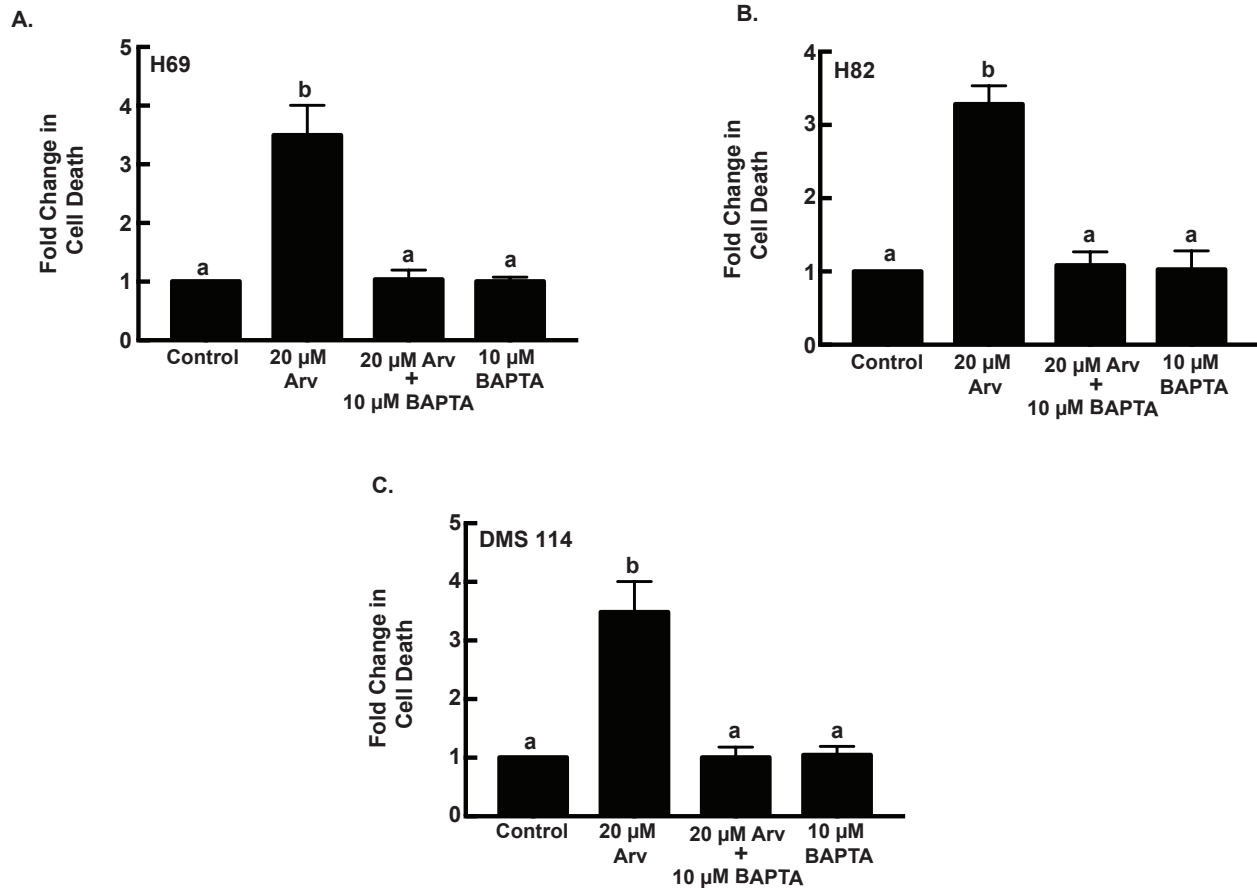 A.
Fold Change in
Cell Death
5
4
3
2
1
0
H69
a
b
a
a
Control
20 µM
Arv
20 µM Arv
+
10 µM BAPTA
10 µM
BAPTA
B.
Fold Change in
Cell Death
4
3
2
1
0
H82
a
b
a
a
Control
20 µM
Arv
20 µM Arv
+
10 µM BAPTA
10 µM
BAPTA
C.
Fold Change in
Cell Death
5
4
3
2
1
0
DMS 114
a
b
a
a
Control
20 µM
Arv
20 µM Arv
+
10 µM BAPTA
10 µM
BAPTA